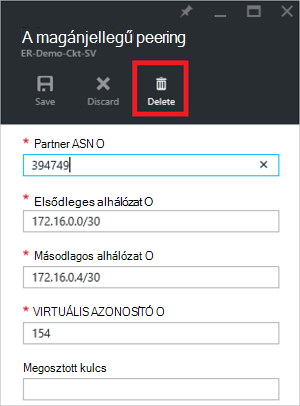 A magánjellegű peering
ER-Demo-Ckt-SV
Save Discard Delete
* Partner ASN O
394749
* Elsődleges alhálózat O
172.16.0.0/30
* Másodlagos alhálózat O
172.16.0.4/30
* VIRTUÁLIS AZONOSÍTÓ O
154
Megosztott kulcs